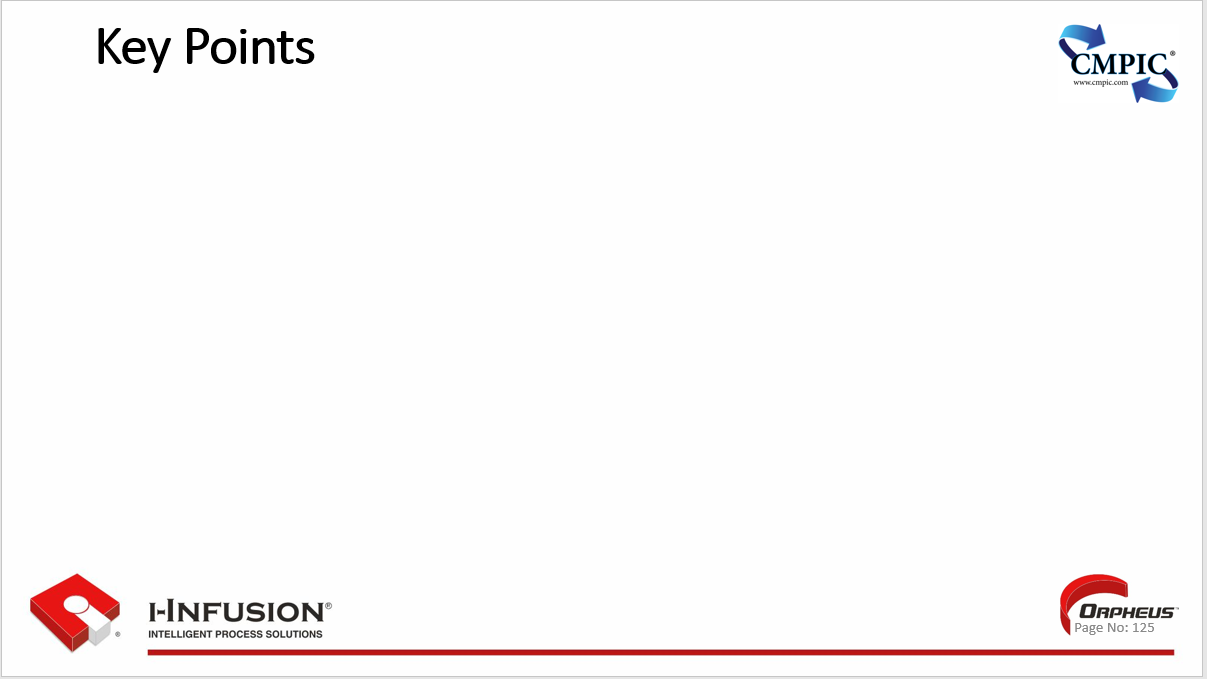 Key Points
CMPIC®
www.cmpic.com
I-INFUSION®
INTELLIGENT PROCESS SOLUTIONS
®
ORPHEUS™
Page No: 125